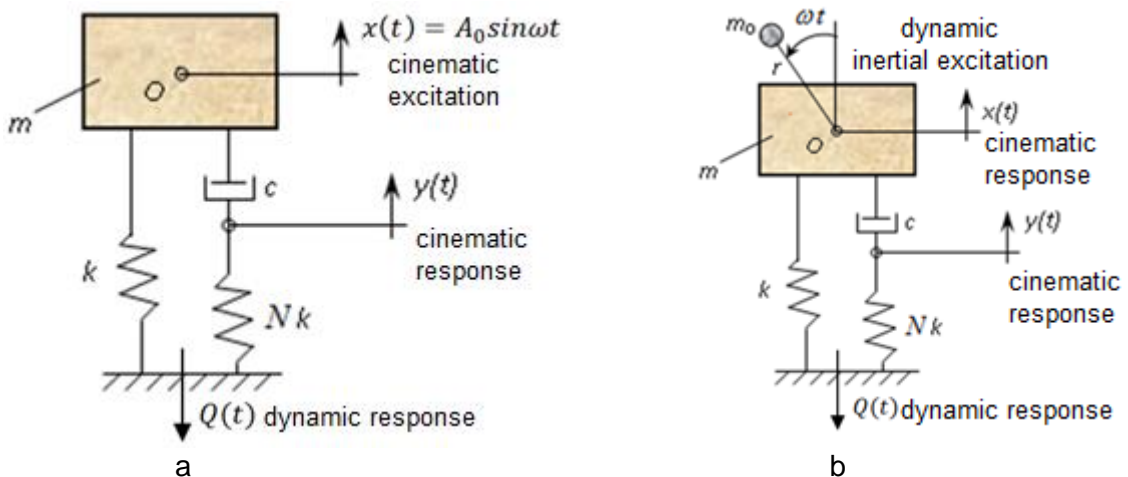 x(t) = A₀sinωt
cinematic
excitation
O
m
c
y(t)
cinematic
response
k
Nk
Q(t) dynamic response
a
m₀
ωt
dynamic
inertial excitation
r
x(t)
cinematic
response
O
m
c
y(t)
cinematic
response
k
Nk
Q(t) dynamic response
b